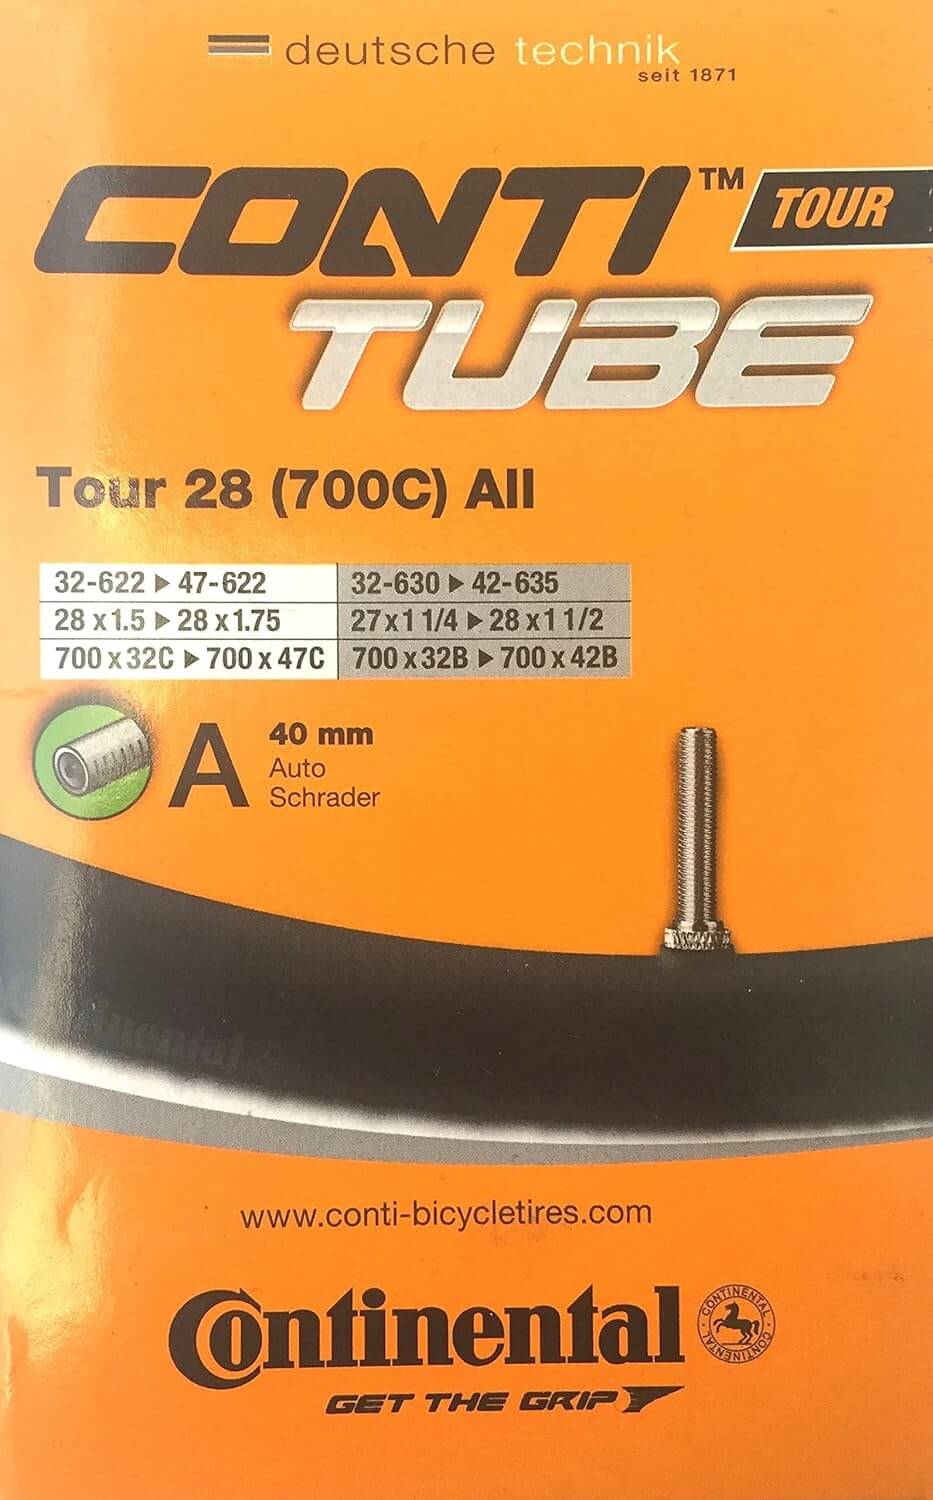 deutsche technik
seit 1871
CONTI™ TOUR
TUBE
Tour 28 (700C) All
32-622 ▶ 47-622 32-630 ▶ 42-635
28 x 1.5 ▶ 28 x 1.75 27 x 1 1/4 ▶ 28 x 1 1/2
700 x 32C ▶ 700 x 47C 700 x 32B ▶ 700 x 42B
A 40 mm
Auto
Schrader
www.conti-bicycletires.com
Continental
CONTINENTAL · CONTINENTAL ·
GET THE GRIP